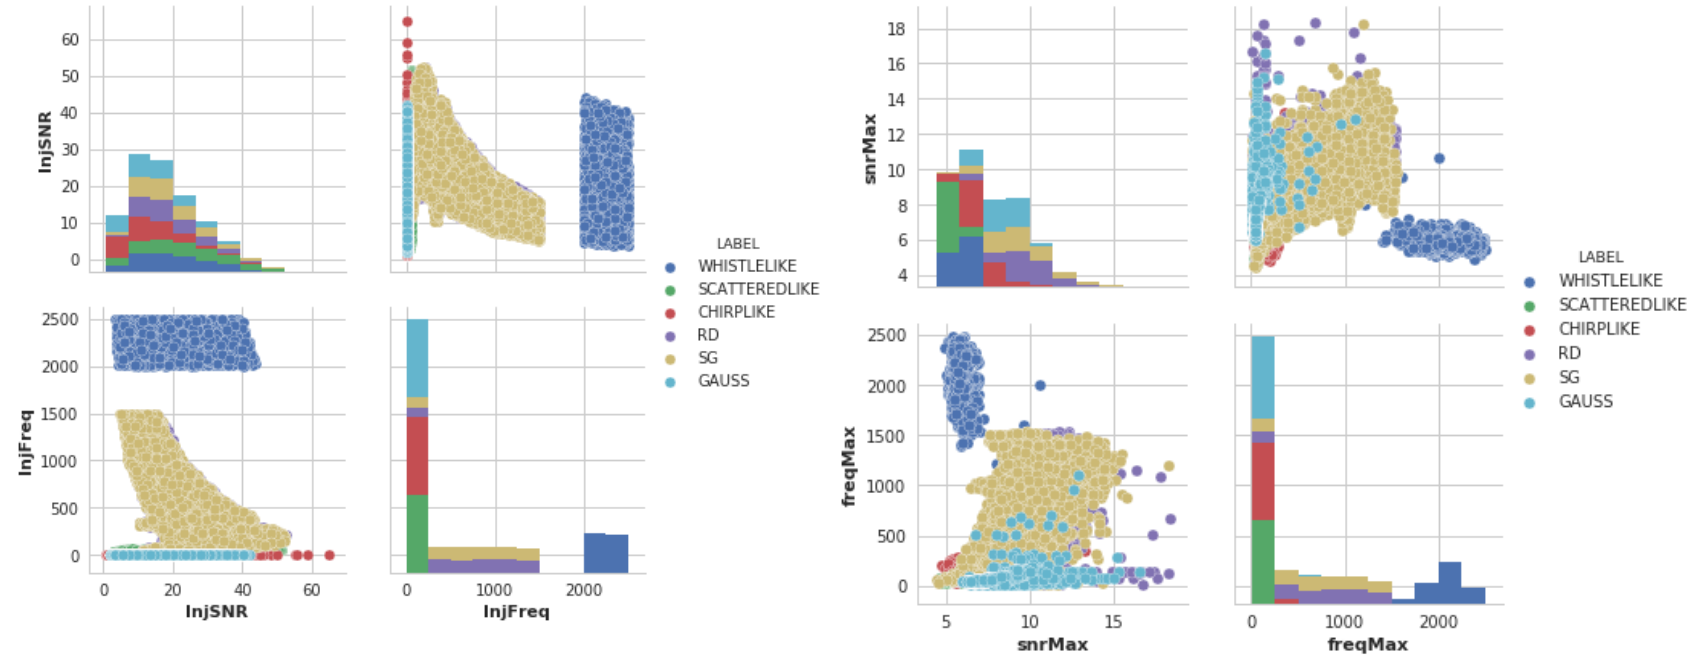 InjSNR
60
50
40
30
20
10
0
InjFreq
2500
2000
1500
1000
500
0
0
20
40
60
InjSNR
0
1000
2000
InjFreq
LABEL
WHISTLELIKE
SCATTEREDLIKE
CHIRPLIKE
RD
SG
GAUSS
snrMax
18
16
14
12
10
8
6
4
freqMax
2500
2000
1500
1000
500
0
5
10
15
snrMax
0
1000
2000
freqMax
LABEL
WHISTLELIKE
SCATTEREDLIKE
CHIRPLIKE
RD
SG
GAUSS